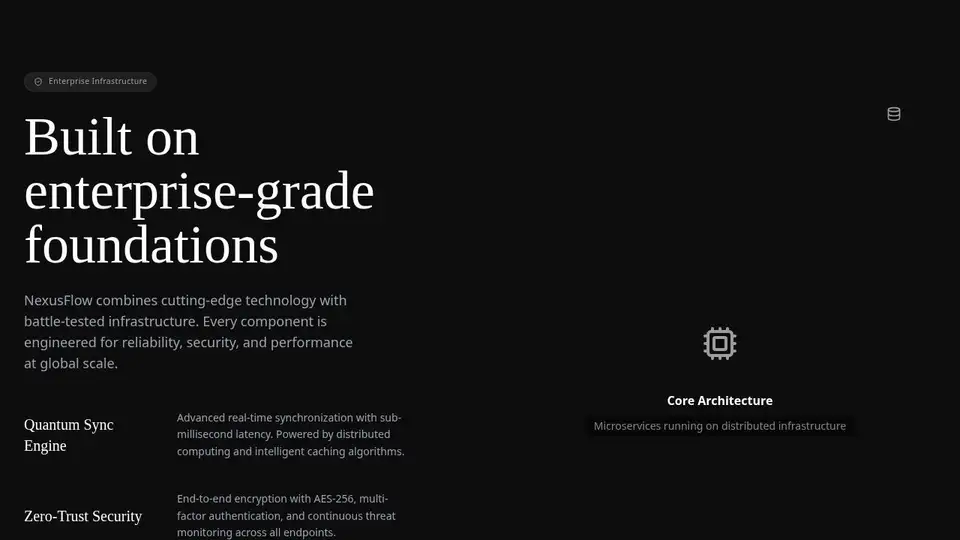 Enterprise Infrastructure
Built on
enterprise-grade
foundations
NexusFlow combines cutting-edge technology with
battle-tested infrastructure. Every component is
engineered for reliability, security, and performance
at global scale.
Quantum Sync
Engine
Advanced real-time synchronization with sub-
millisecond latency. Powered by distributed
computing and intelligent caching algorithms.
Zero-Trust Security
End-to-end encryption with AES-256, multi-
factor authentication, and continuous threat
monitoring across all endpoints.
Core Architecture
Microservices running on distributed infrastructure